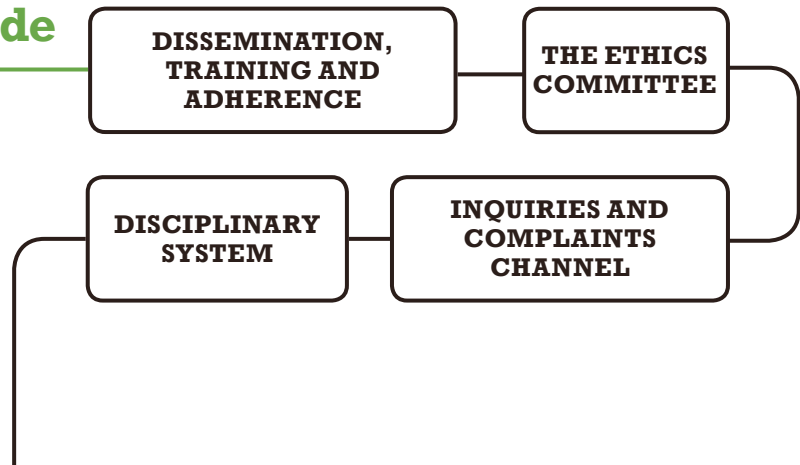 de
DISSEMINATION,
TRAINING AND
ADHERENCE
THE ETHICS
COMMITTEE
INQUIRIES AND
COMPLAINTS
CHANNEL
DISCIPLINARY
SYSTEM